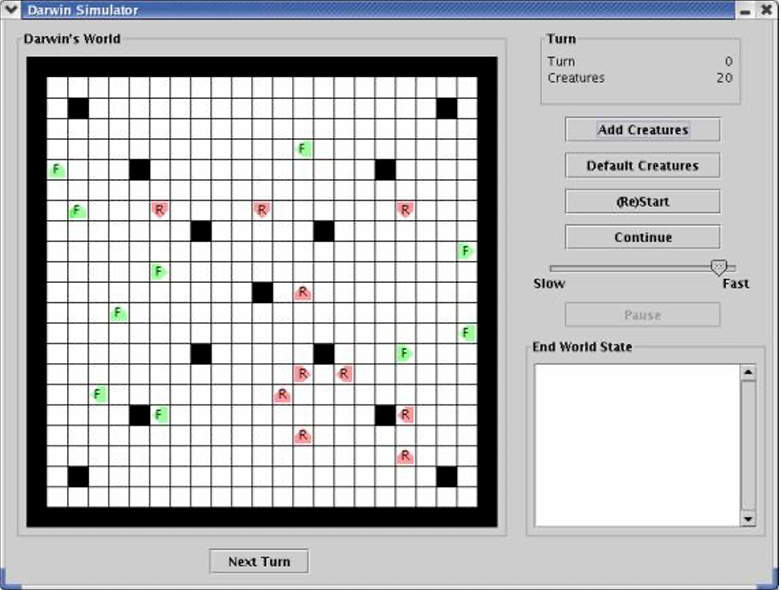 Darwin Simulator
Darwin's World
F
F
F R R R
F
F
R
F
F
F
R R
F R
F R
R
R
Next Turn
Turn
Turn 0
Creatures 20
Add Creatures
Default Creatures
(Re)Start
Continue
Slow Fast
Pause
End World State